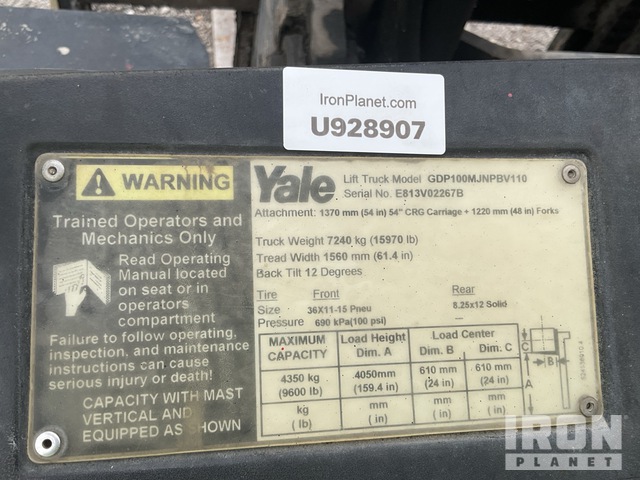 IronPlanet.com
U928907
WARNING
Trained Operators and
Mechanics Only
Read Operating
Manual located
on seat or in
operators
compartment
Failure to follow operating,
inspection, and maintenance
instructions can cause
serious injury or death!
CAPACITY WITH MAST
VERTICAL AND
EQUIPPED AS SHOWN
Yale
Lift Truck Model GDP100MJNPBV110
Serial No. E813V02267B
Attachment: 1370 mm (54 in) 54" CRG Carriage + 1220 mm (48 in) Forks
Truck Weight 7240 kg (15970 lb)
Tread Width 1560 mm (61.4 in)
Back Tilt 12 Degrees
Tire Front Rear
Size 36X11-15 Pneu 8.25x12 Solid
Pressure 690 kPa(100 psi) —
MAXIMUM CAPACITY Load Height Dim. A Load Center Dim. B Dim. C
4350 kg (9600 lb) 4050mm (159.4 in) 610 mm (24 in) 610 mm (24 in)
kg (lb) mm (in) mm (in) mm (in)
C
B
A
IRON
PLANET